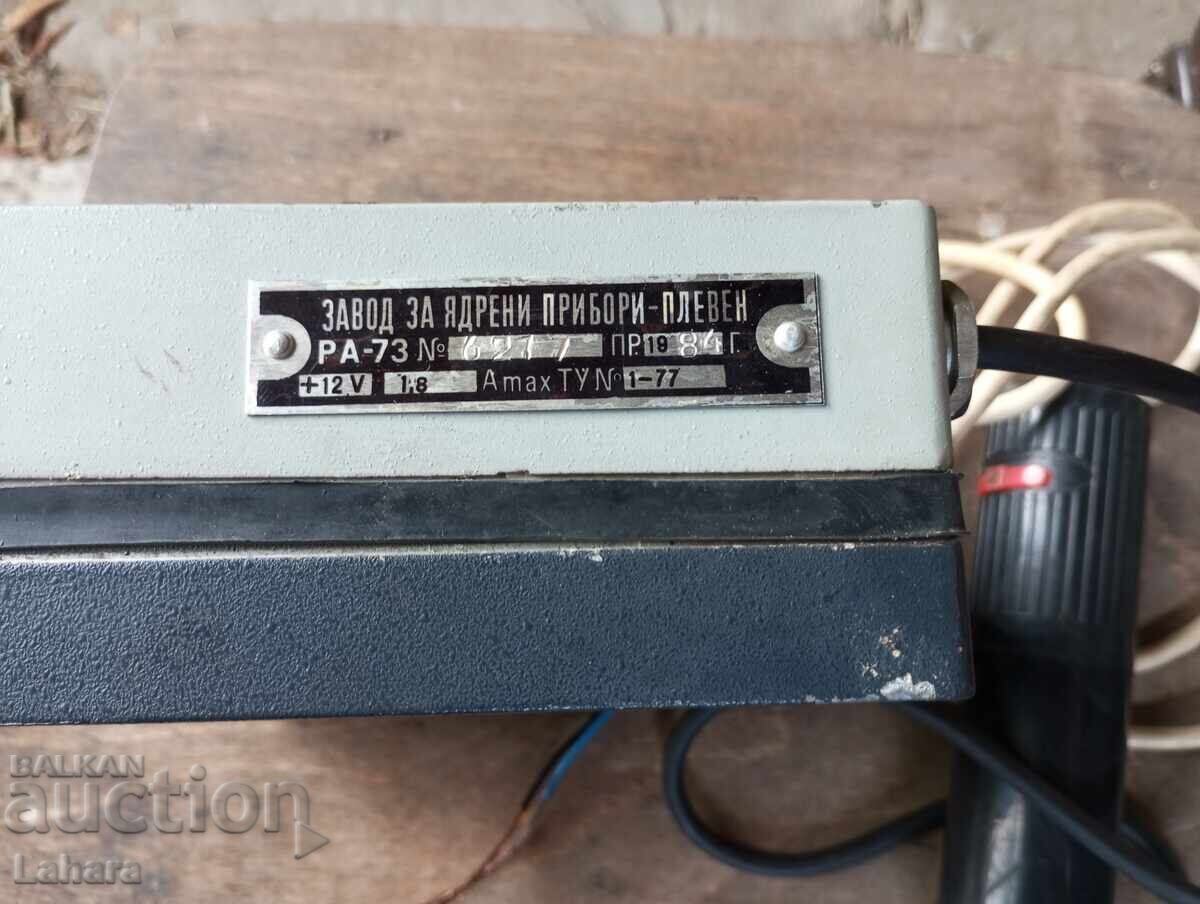 ЗАВОД ЗА ЯДРЕНИ ПРИБОРИ-ПЛЕВЕН
РА-73 № 6277 ПР. 1984 Г.
+12 V 1.8 A max ТУ № 1-77
BALKAN
auction
Lahara